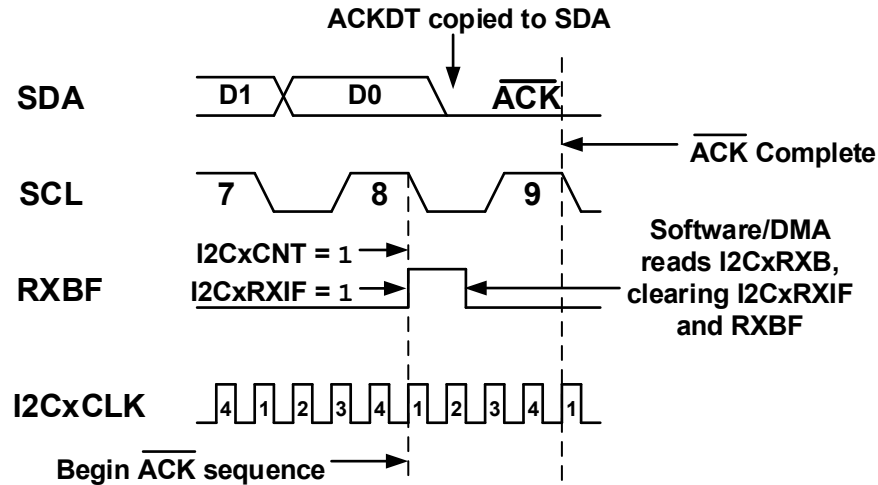 ACKDT copied to SDA
SDA
D1
D0
ACK
ACK Complete
SCL
7
8
9
Software/DMA
reads I2CxRXB,
clearing I2CxRXIF
and RXBF
I2CxCNT = 1
RXBF
I2CxRXIF = 1
I2CxCLK
4 1 2 3 4 1 2 3 4 1
Begin ACK sequence